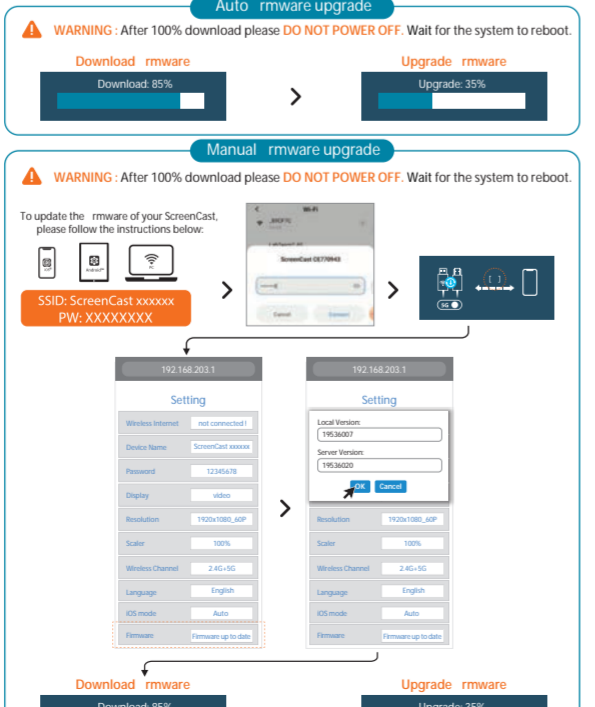 Auto rmware upgrade
WARNING : After 100% download please DO NOT POWER OFF. Wait for the system to reboot.
Download rmware
Upgrade rmware
Download: 85%
Upgrade: 35%
Manual rmware upgrade
WARNING : After 100% download please DO NOT POWER OFF. Wait for the system to reboot.
To update the rmware of your ScreenCast,
please follow the instructions below:
SSID: ScreenCast xxxxxx
PW: XXXXXXXX
Wi-Fi
ScreenCast CE770943
Cancel
Connect
5G
192.168.203.1
Setting
Wireless Internet
not connected !
Device Name
ScreenCast xxxxxx
Password
12345678
Display
video
Resolution
1920x1080_60P
Scaler
100%
Wireless Channel
2.4G+5G
Language
English
iOS mode
Auto
Firmware
Firmware up to date
192.168.203.1
Setting
Local Version:
19536007
Server Version:
19536020
OK
Cancel
Resolution
1920x1080_60P
Scaler
100%
Wireless Channel
2.4G+5G
Language
English
iOS mode
Auto
Firmware
Firmware up to date
Download rmware
Upgrade rmware
Download: 85%
Upgrade: 35%